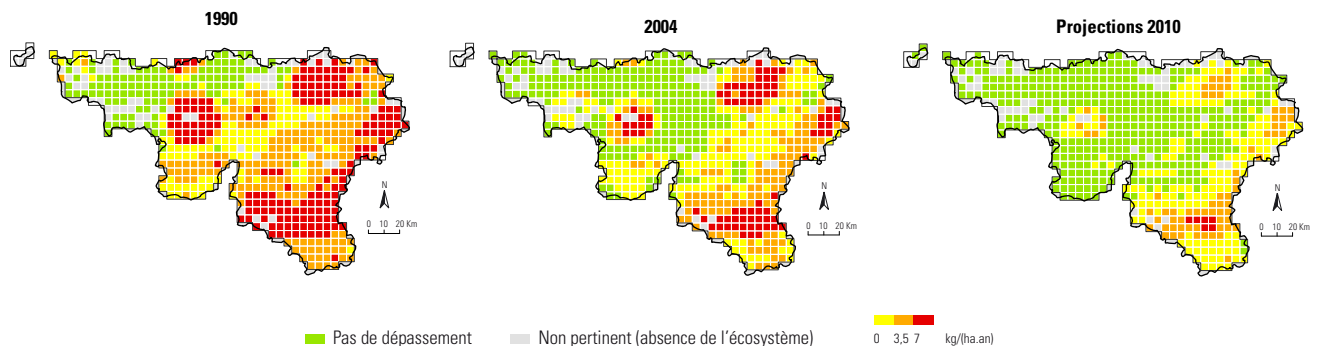 1990
2004
Projections 2010
N
0 10 20 Km
N
0 10 20 Km
N
0 10 20 Km
Pas de dépassement
Non pertinent (absence de l'écosystème)
0 3,5 7 kg/(ha.an)